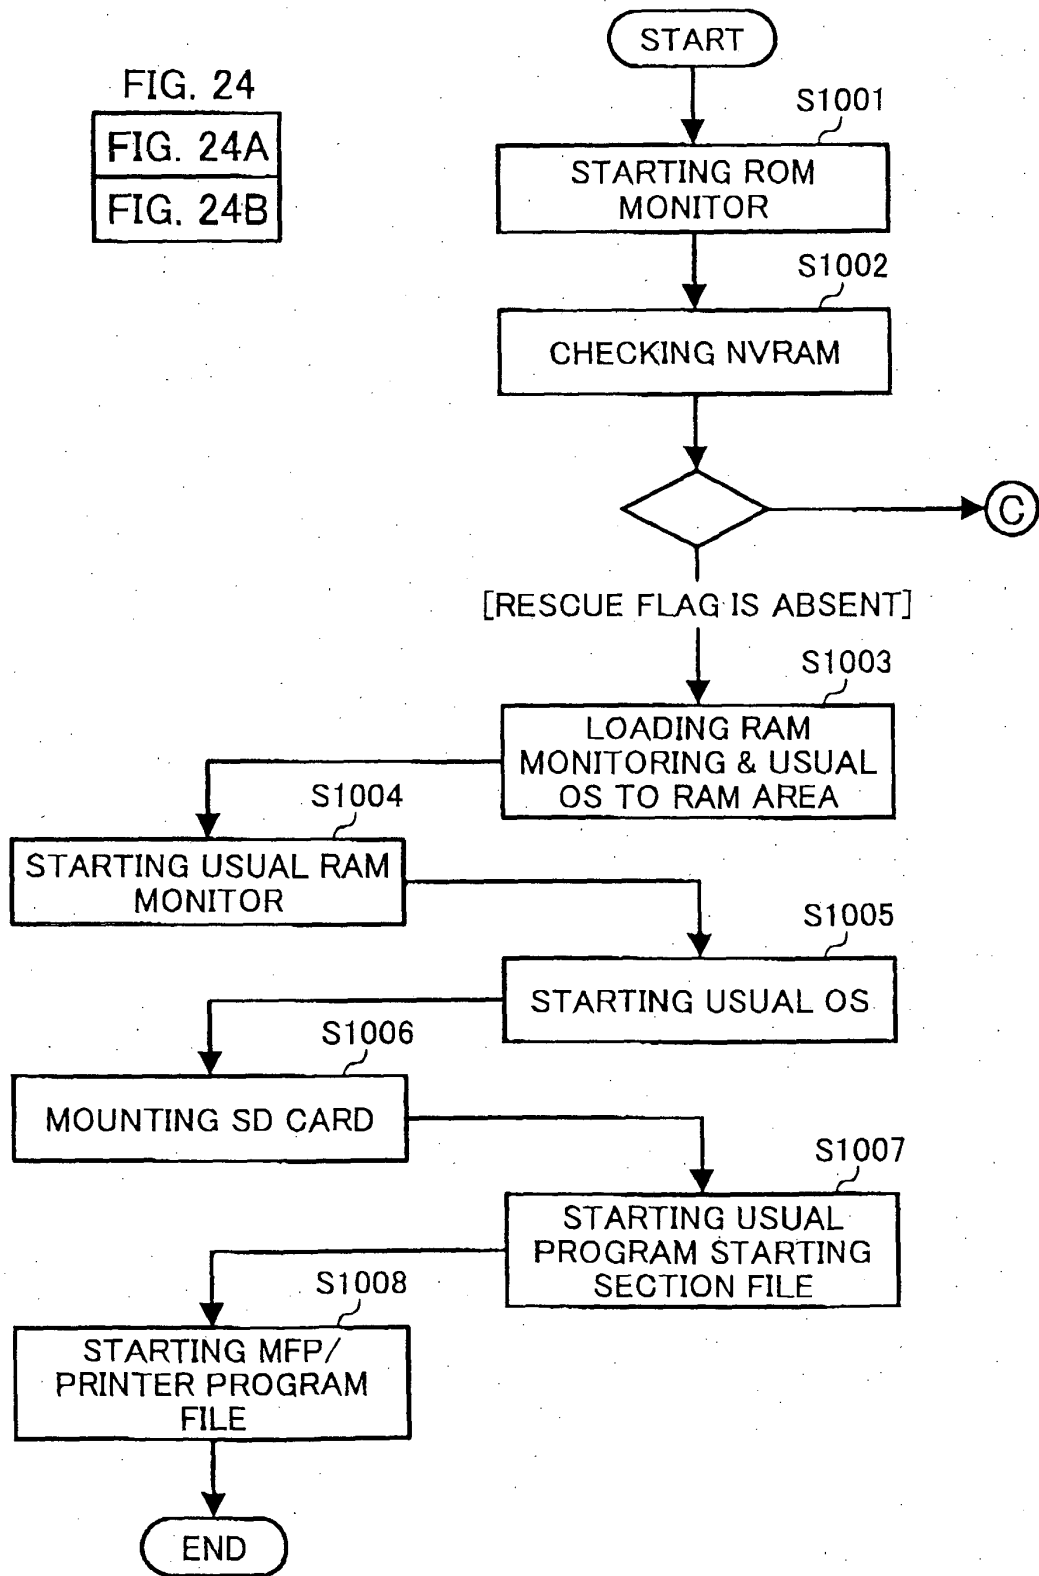 START
FIG. 24
FIG. 24A
FIG. 24B
S1001
STARTING ROM
MONITOR
S1002
CHECKING NVRAM
C
[RESCUE FLAG IS ABSENT]
S1003
LOADING RAM
MONITORING & USUAL
OS TO RAM AREA
S1004
STARTING USUAL RAM
MONITOR
S1005
STARTING USUAL OS
S1006
MOUNTING SD CARD
S1007
STARTING USUAL
PROGRAM STARTING
SECTION FILE
S1008
STARTING MFP/
PRINTER PROGRAM
FILE
END